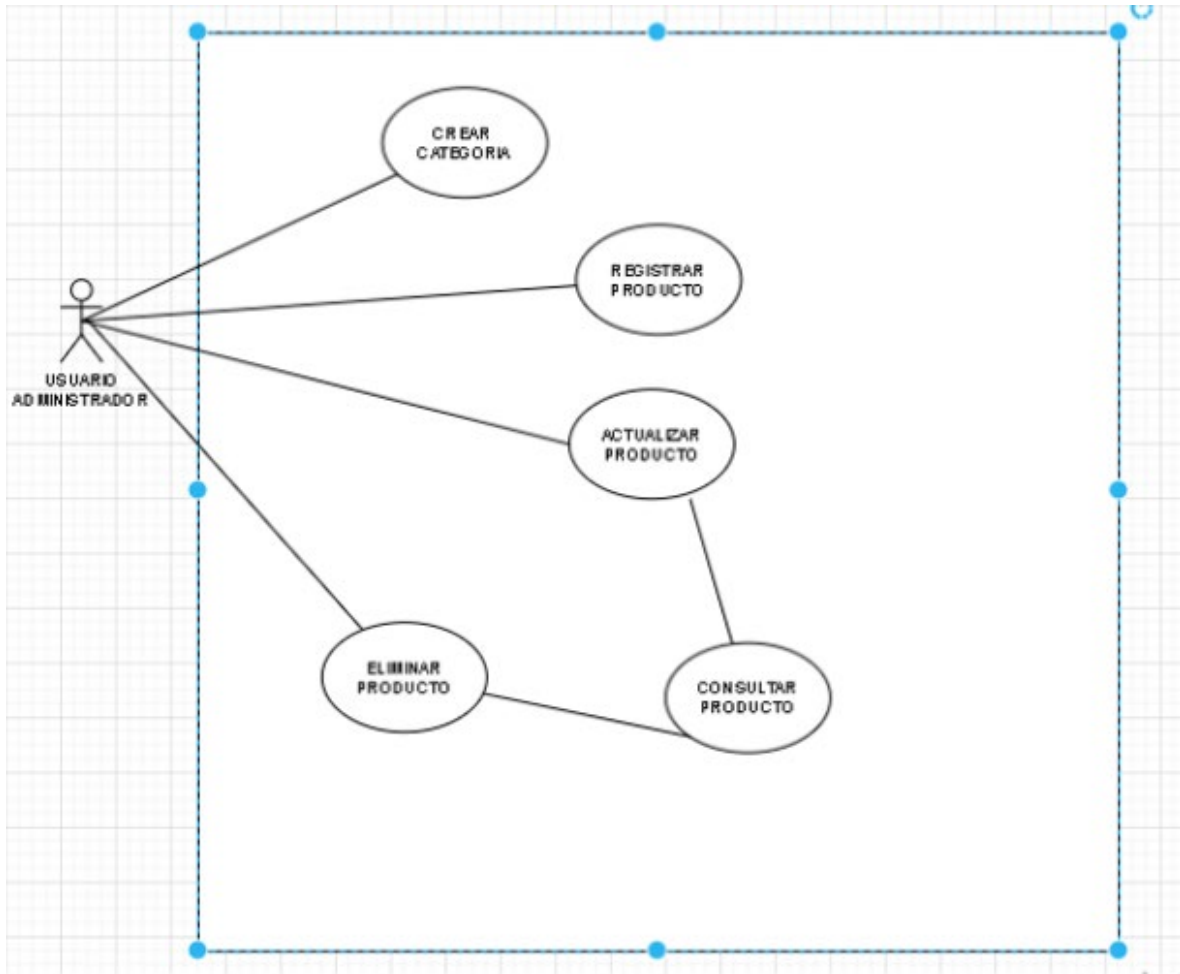 CREAR
CATEGORIA
REGISTRAR
PRODUCTO
USUARIO
ADMINISTRADOR
ACTUALIZAR
PRODUCTO
ELIMINAR
PRODUCTO
CONSULTAR
PRODUCTO